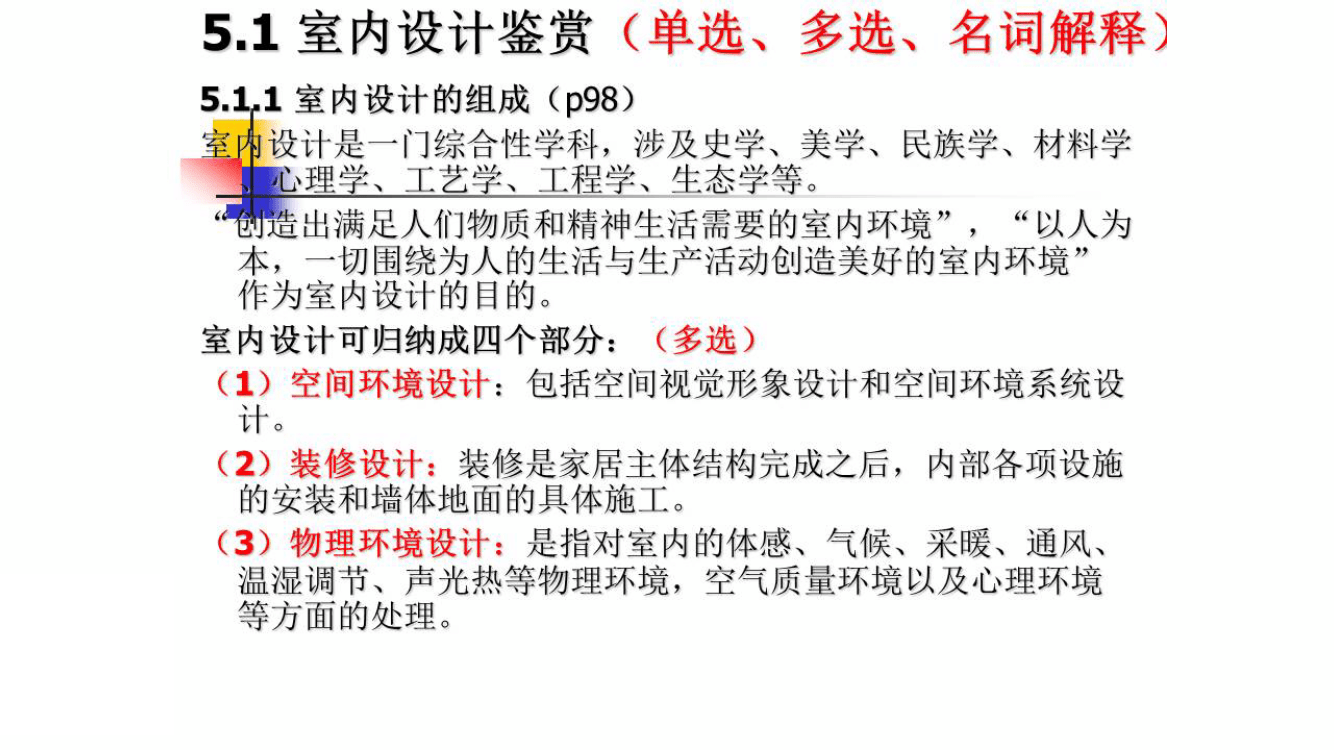 5.1 室内设计鉴赏（单选、多选、名词解释）
5.1.1 室内设计的组成（p98）
室内设计是一门综合性学科，涉及史学、美学、民族学、材料学
、心理学、工艺学、工程学、生态学等。
“创造出满足人们物质和精神生活需要的室内环境”，“以人为
本，一切围绕为人的生活与生产活动创造美好的室内环境”
作为室内设计的目的。
室内设计可归纳成四个部分：（多选）
（1）空间环境设计：包括空间视觉形象设计和空间环境系统设
计。
（2）装修设计：装修是家居主体结构完成之后，内部各项设施
的安装和墙体地面的具体施工。
（3）物理环境设计：是指对室内的体感、气候、采暖、通风、
温湿调节、声光热等物理环境，空气质量环境以及心理环境
等方面的处理。